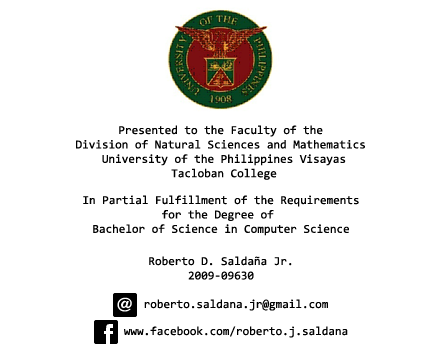 UNIVERSITY OF THE PHILIPPINES
1908
Presented to the Faculty of the
Division of Natural Sciences and Mathematics
University of the Philippines Visayas
Tacloban College
In Partial Fulfillment of the Requirements
for the Degree of
Bachelor of Science in Computer Science
Roberto D. Saldaña Jr.
2009-09630
@ roberto.saldana.jr@gmail.com
f www.facebook.com/roberto.j.saldana